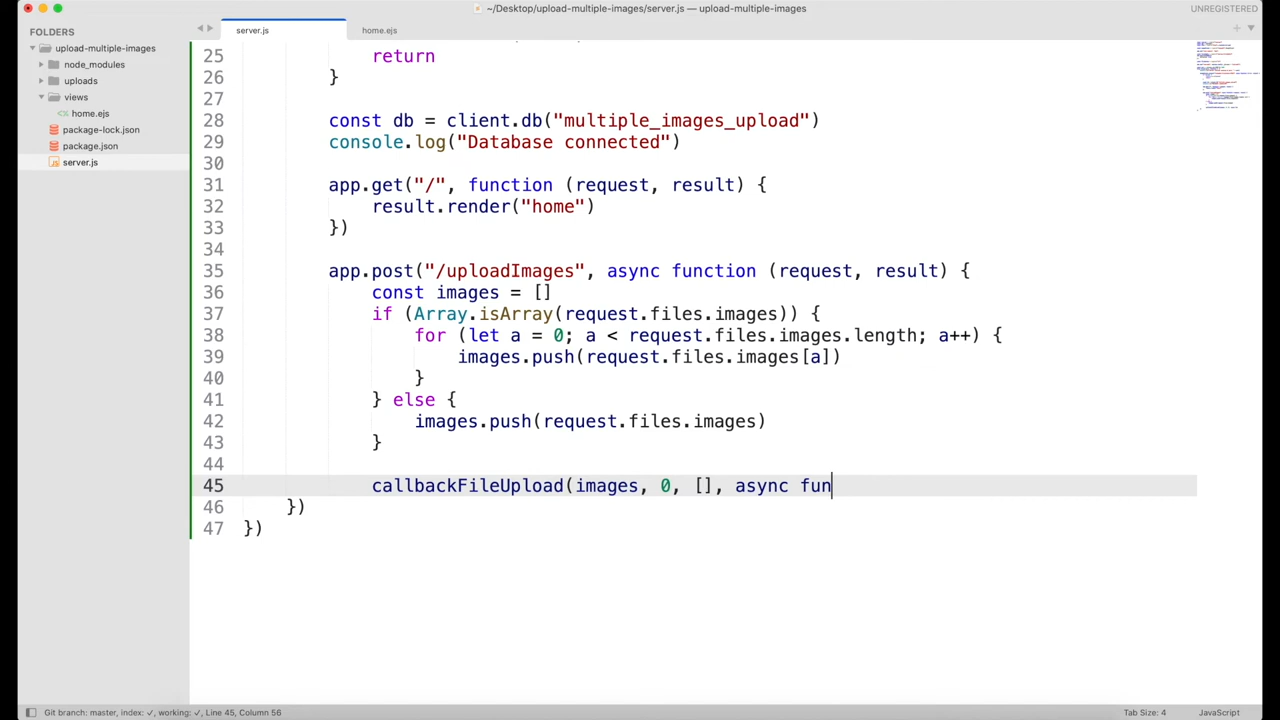 ~/Desktop/upload-multiple-images/server.js — upload-multiple-images
UNREGISTERED
FOLDERS
upload-multiple-images
node_modules
uploads
views
home.ejs
package-lock.json
package.json
server.js
server.js
home.ejs
25 return
26 }
27
28 const db = client.db("multiple_images_upload")
29 console.log("Database connected")
30
31 app.get("/", function (request, result) {
32 result.render("home")
33 })
34
35 app.post("/uploadImages", async function (request, result) {
36 const images = []
37 if (Array.isArray(request.files.images)) {
38 for (let a = 0; a < request.files.images.length; a++) {
39 images.push(request.files.images[a])
40 }
41 } else {
42 images.push(request.files.images)
43 }
44
45 callbackFileUpload(images, 0, [], async fun
46 })
47 })
Git branch: master, index: ✓, working: ✓, Line 45, Column 56
Tab Size: 4
JavaScript